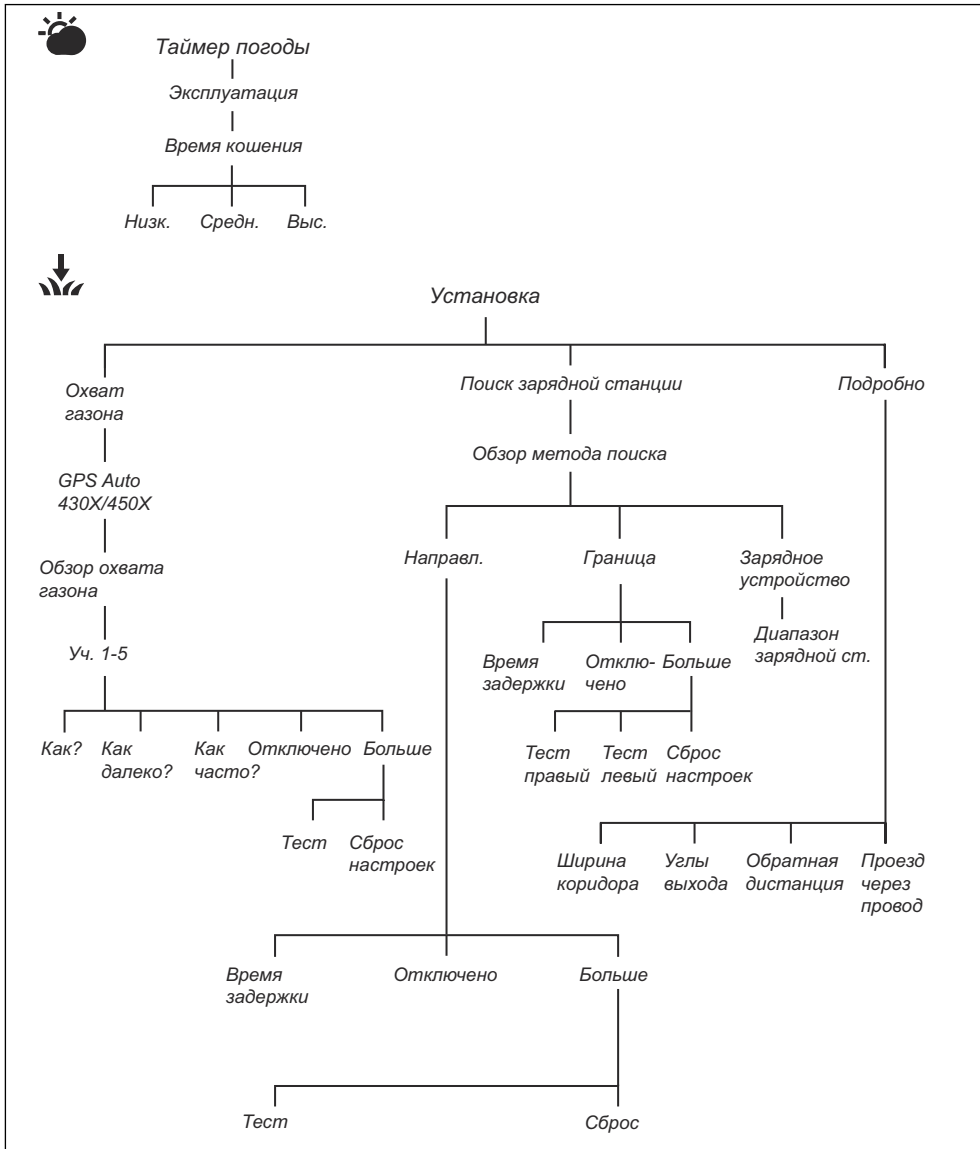 Таймер погоды
Эксплуатация
Время кошения
Низк. Средн. Выс.
Установка
Охват
газона
Поиск зарядной станции
Подробно
GPS Auto
430X/450X
Обзор метода поиска
Обзор охвата
газона
Направл.
Граница
Зарядное
устройство
Уч. 1-5
Время
задержки
Отклю-
чено
Больше
Диапазон
зарядной ст.
Как?
Как
далеко?
Как
часто?
Отключено
Больше
Тест
правый
Тест
левый
Сброс
настроек
Тест
Сброс
настроек
Ширина
коридора
Углы
выхода
Обратная
дистанция
Проезд
через
провод
Время
задержки
Отключено
Больше
Тест
Сброс